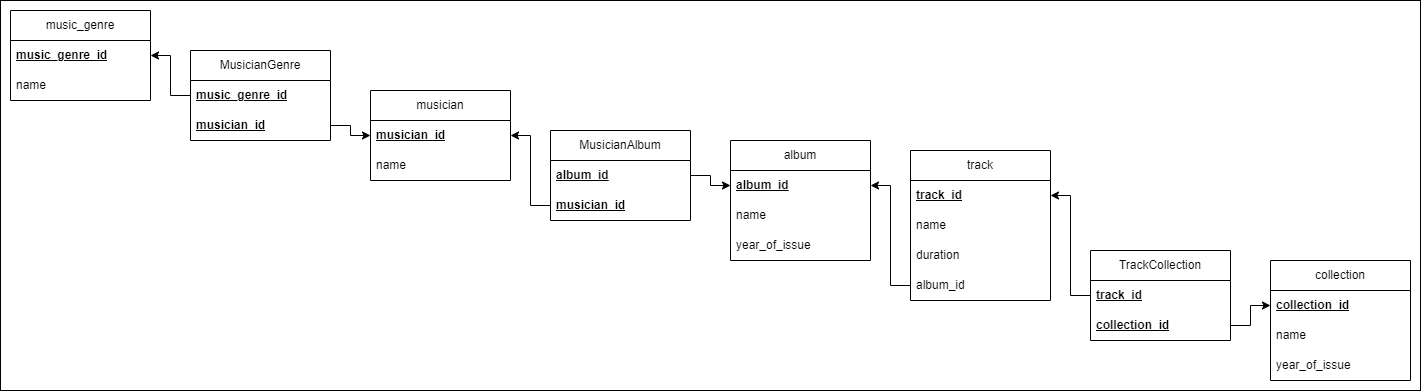 music_genre
music_genre_id
name
MusicianGenre
music_genre_id
musician_id
musician
musician_id
name
MusicianAlbum
album_id
musician_id
album
album_id
name
year_of_issue
track
track_id
name
duration
album_id
TrackCollection
track_id
collection_id
collection
collection_id
name
year_of_issue